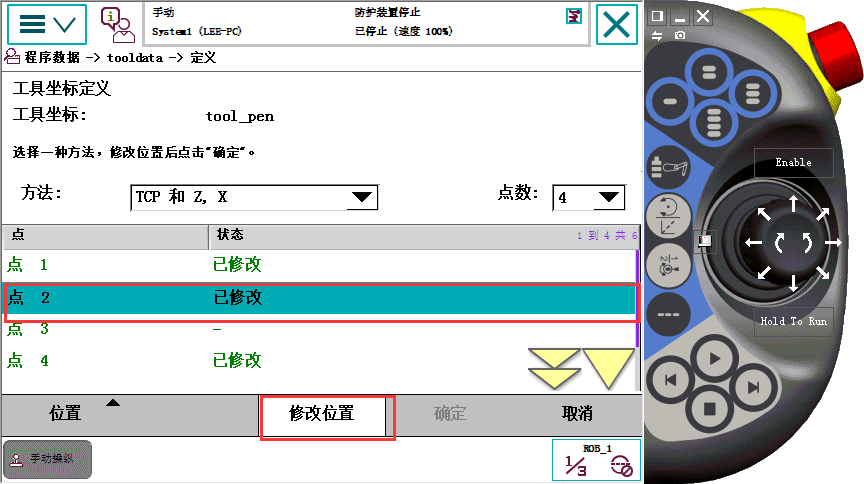 手动
System1 (LEE-PC)
防护装置停止
已停止 (速度 100%)
程序数据 -> tooldata -> 定义
工具坐标定义
工具坐标: tool_pen
选择一种方法，修改位置后点击"确定"。
方法: TCP 和 Z, X 点数: 4
点 状态 1 到 4 共 6
点 1 已修改
点 2 已修改
点 3 –
点 4 已修改
位置 修改位置 确定 取消
手动操纵
ROB_1
1/3
Enable
Hold To Run